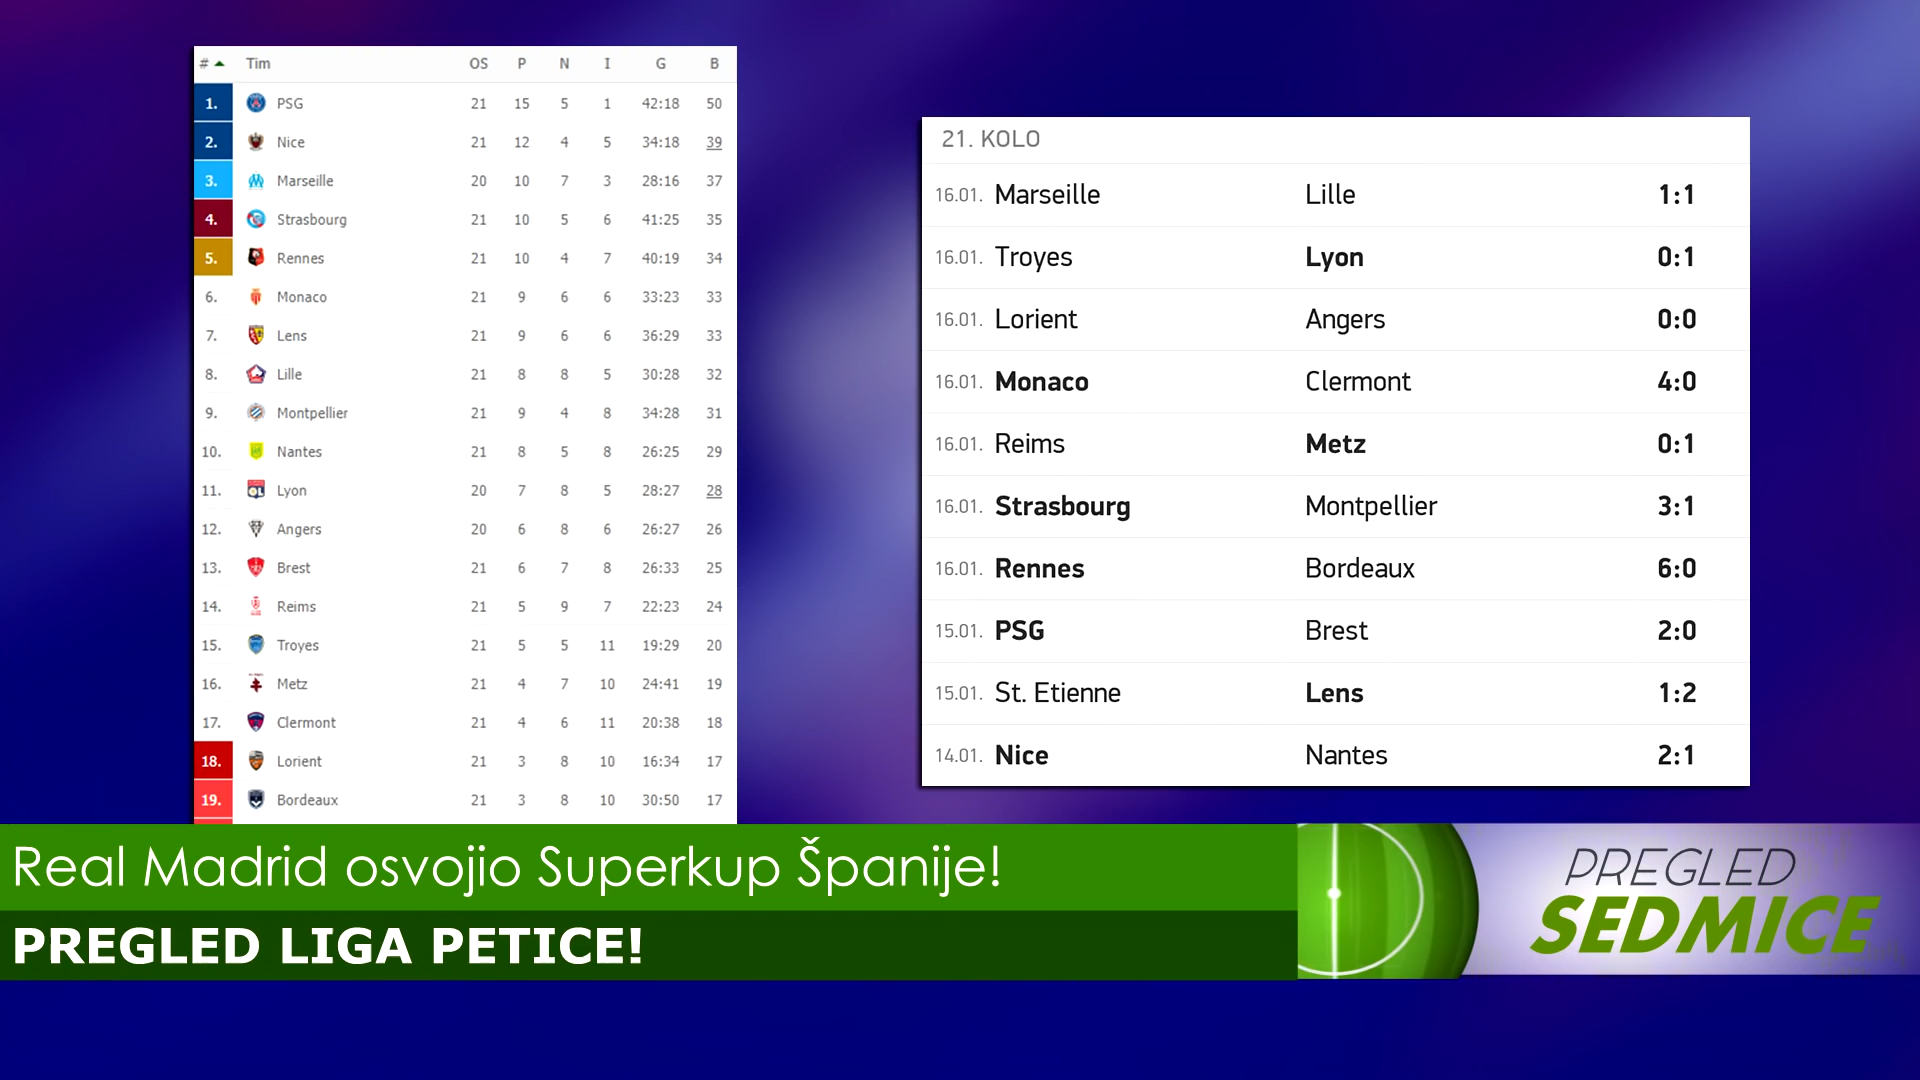 # Tim OS P N I G B
1. PSG 21 15 5 1 42:18 50
2. Nice 21 12 4 5 34:18 39
3. Marseille 20 10 7 3 28:16 37
4. Strasbourg 21 10 5 6 41:25 35
5. Rennes 21 10 4 7 40:19 34
6. Monaco 21 9 6 6 33:23 33
7. Lens 21 9 6 6 36:29 33
8. Lille 21 8 8 5 30:28 32
9. Montpellier 21 9 4 8 34:28 31
10. Nantes 21 8 5 8 26:25 29
11. Lyon 20 7 8 5 28:27 28
12. Angers 20 6 8 6 26:27 26
13. Brest 21 6 7 8 26:33 25
14. Reims 21 5 9 7 22:23 24
15. Troyes 21 5 5 11 19:29 20
16. Metz 21 4 7 10 24:41 19
17. Clermont 21 4 6 11 20:38 18
18. Lorient 21 3 8 10 16:34 17
19. Bordeaux 21 3 8 10 30:50 17
21. KOLO
16.01. Marseille Lille 1:1
16.01. Troyes Lyon 0:1
16.01. Lorient Angers 0:0
16.01. Monaco Clermont 4:0
16.01. Reims Metz 0:1
16.01. Strasbourg Montpellier 3:1
16.01. Rennes Bordeaux 6:0
15.01. PSG Brest 2:0
15.01. St. Etienne Lens 1:2
14.01. Nice Nantes 2:1
Real Madrid osvojio Superkup Španije!
PREGLED LIGA PETICE!
PREGLED
SEDMICE